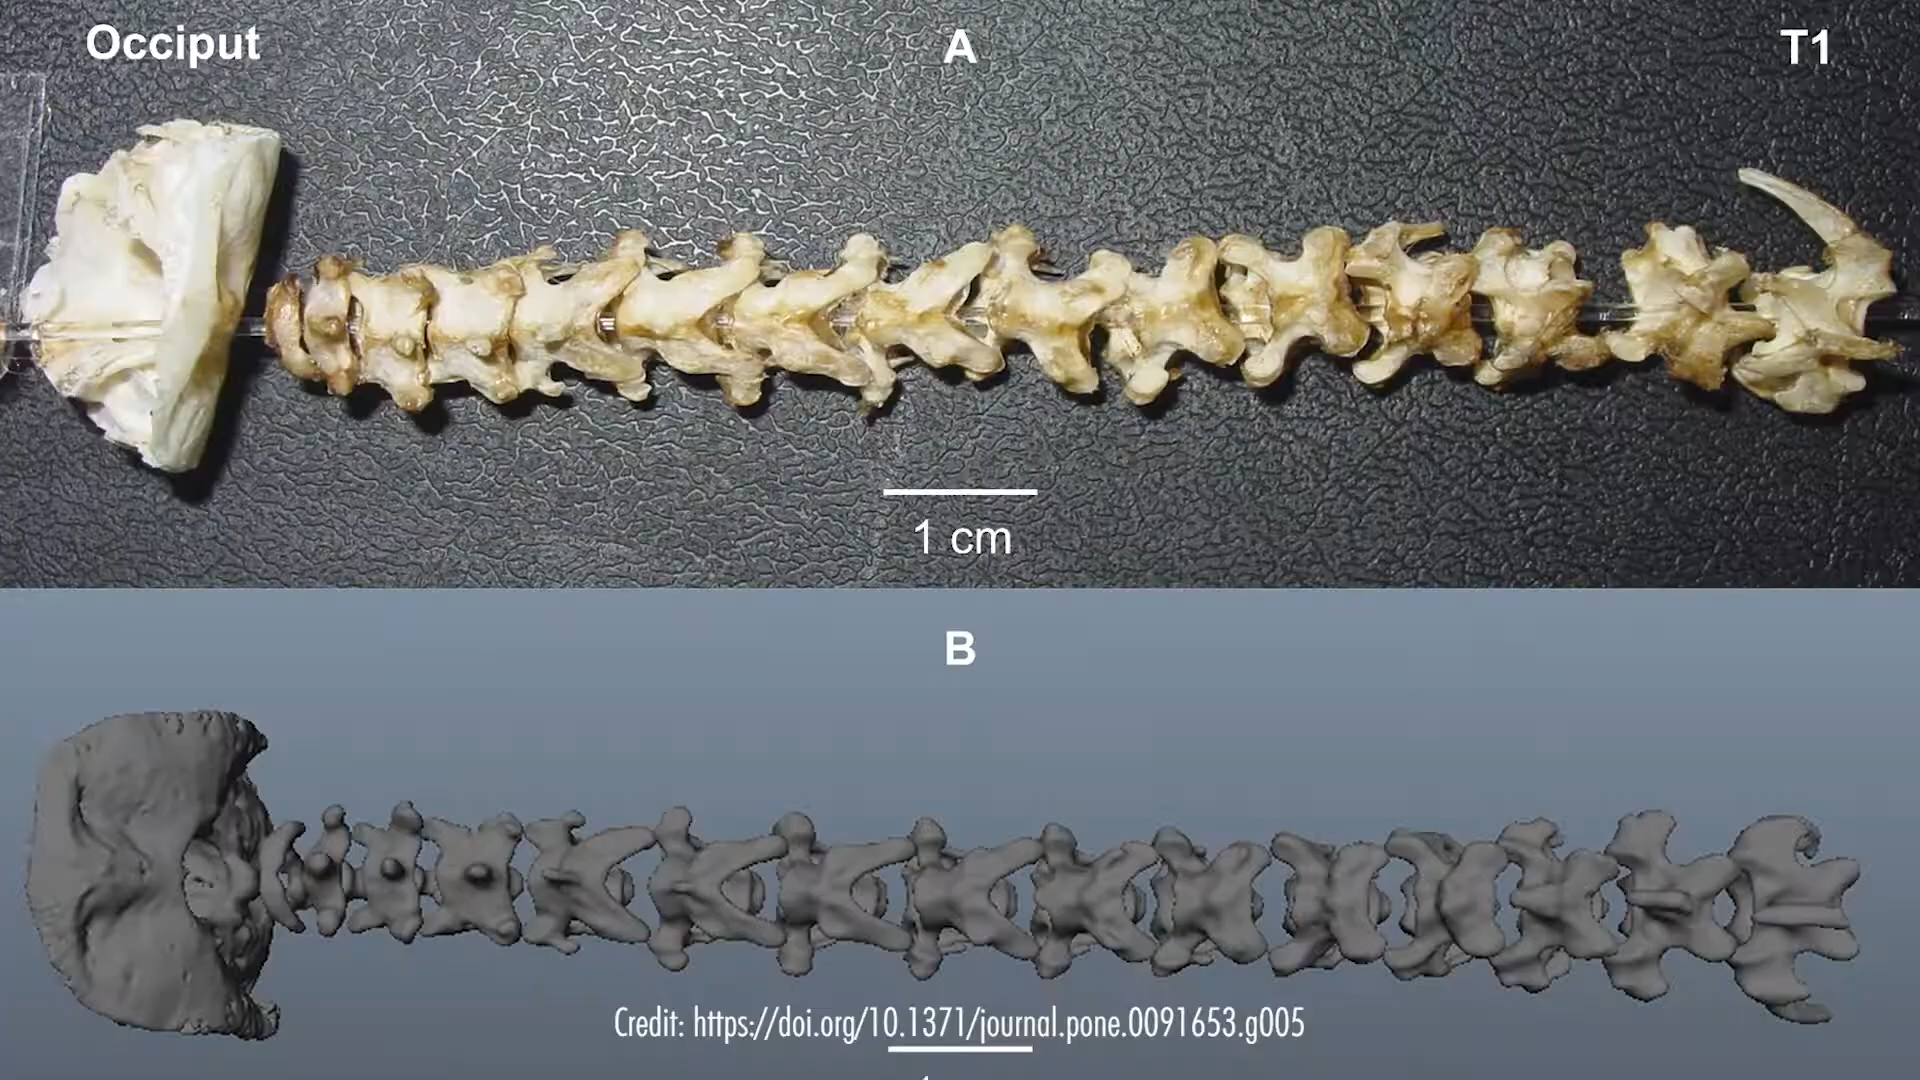 Occiput A T1
1 cm
B
Credit: https://doi.org/10.1371/journal.pone.0091653.g005